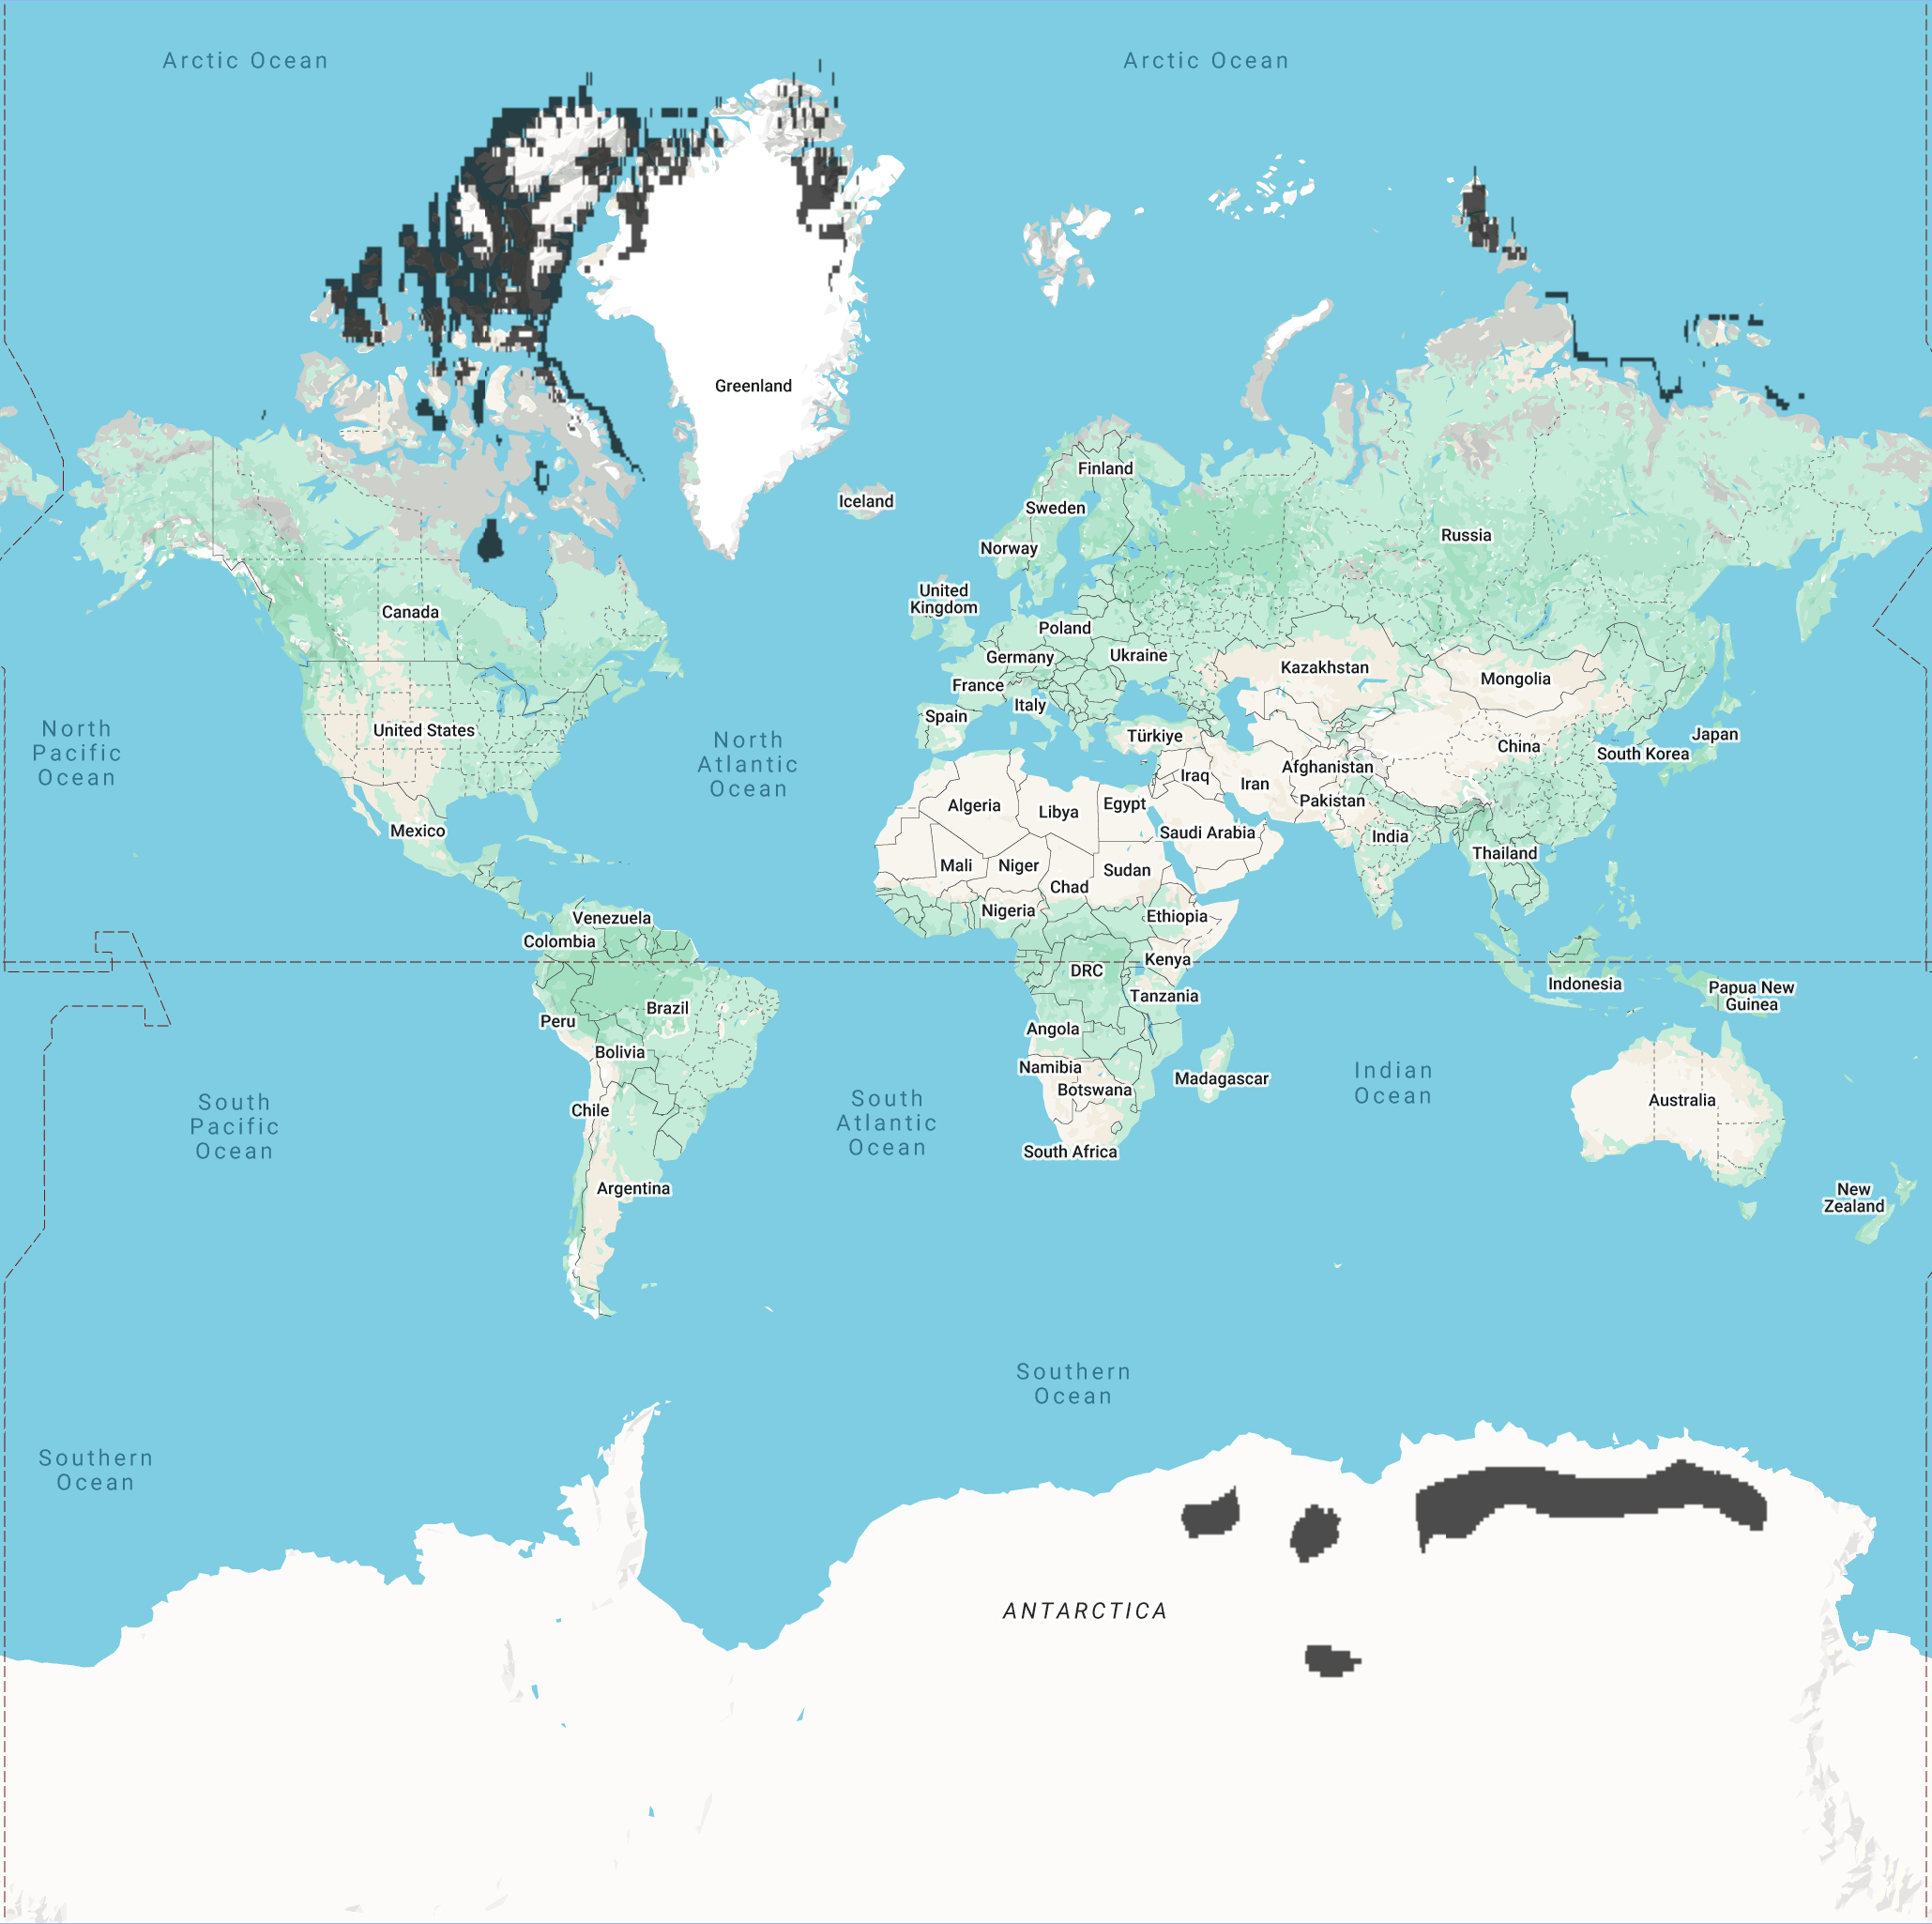 Arctic Ocean
Arctic Ocean
Greenland
Finland
Iceland
Sweden
Russia
Norway
United
Kingdom
Canada
Poland
Ukraine
Germany
Kazakhstan
Mongolia
France
Italy
Spain
United States
Türkiye
Japan
China
South Korea
North
Pacific
Ocean
North
Atlantic
Ocean
Afghanistan
Iraq
Iran
Pakistan
Algeria
Libya
Egypt
Saudi Arabia
Mexico
India
Thailand
Mali
Niger
Sudan
Chad
Nigeria
Ethiopia
Venezuela
Colombia
Kenya
DRC
Indonesia
Papua New
Guinea
Tanzania
Brazil
Peru
Angola
Bolivia
Namibia
Madagascar
Botswana
Indian
Ocean
Australia
Chile
South
Pacific
Ocean
South
Atlantic
Ocean
South Africa
Argentina
New
Zealand
Southern
Ocean
Southern
Ocean
ANTARCTICA